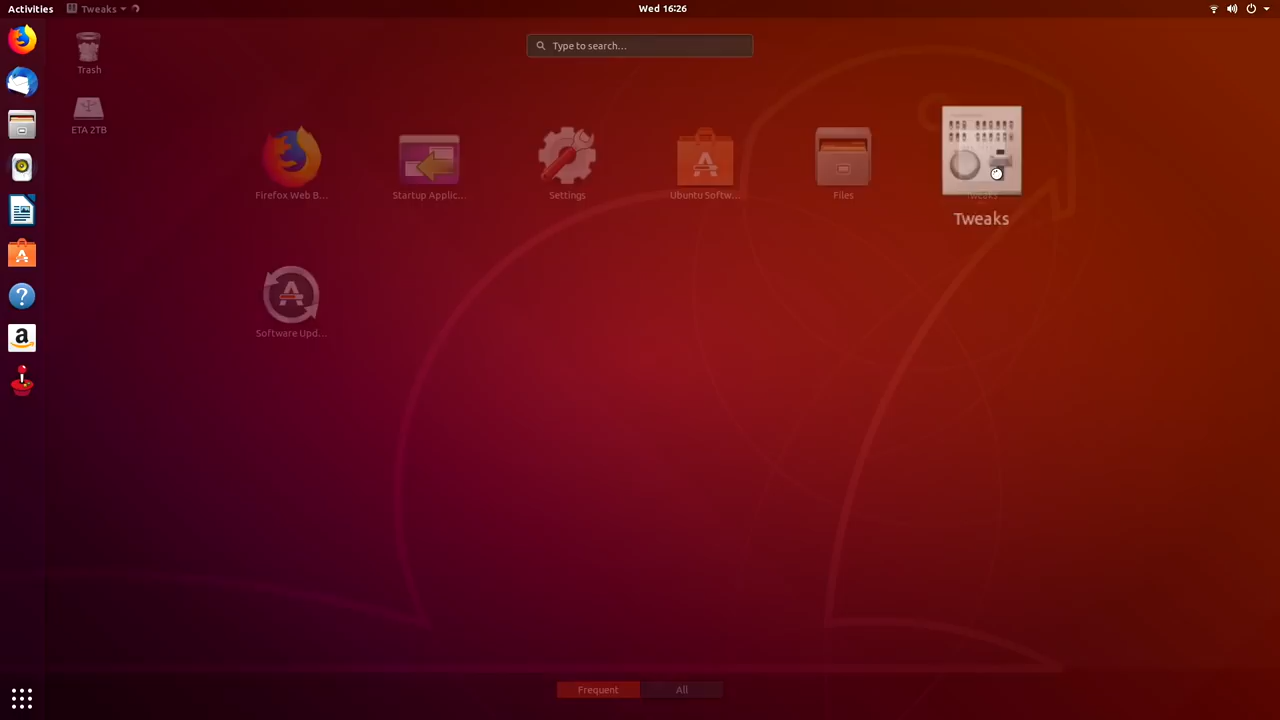 Activities
Tweaks
Wed 16:26
Type to search...
Trash
ETA 2TB
Firefox Web B...
Startup Applic...
Settings
Ubuntu Softw...
Files
Tweaks
Tweaks
Software Upd...
Frequent
All